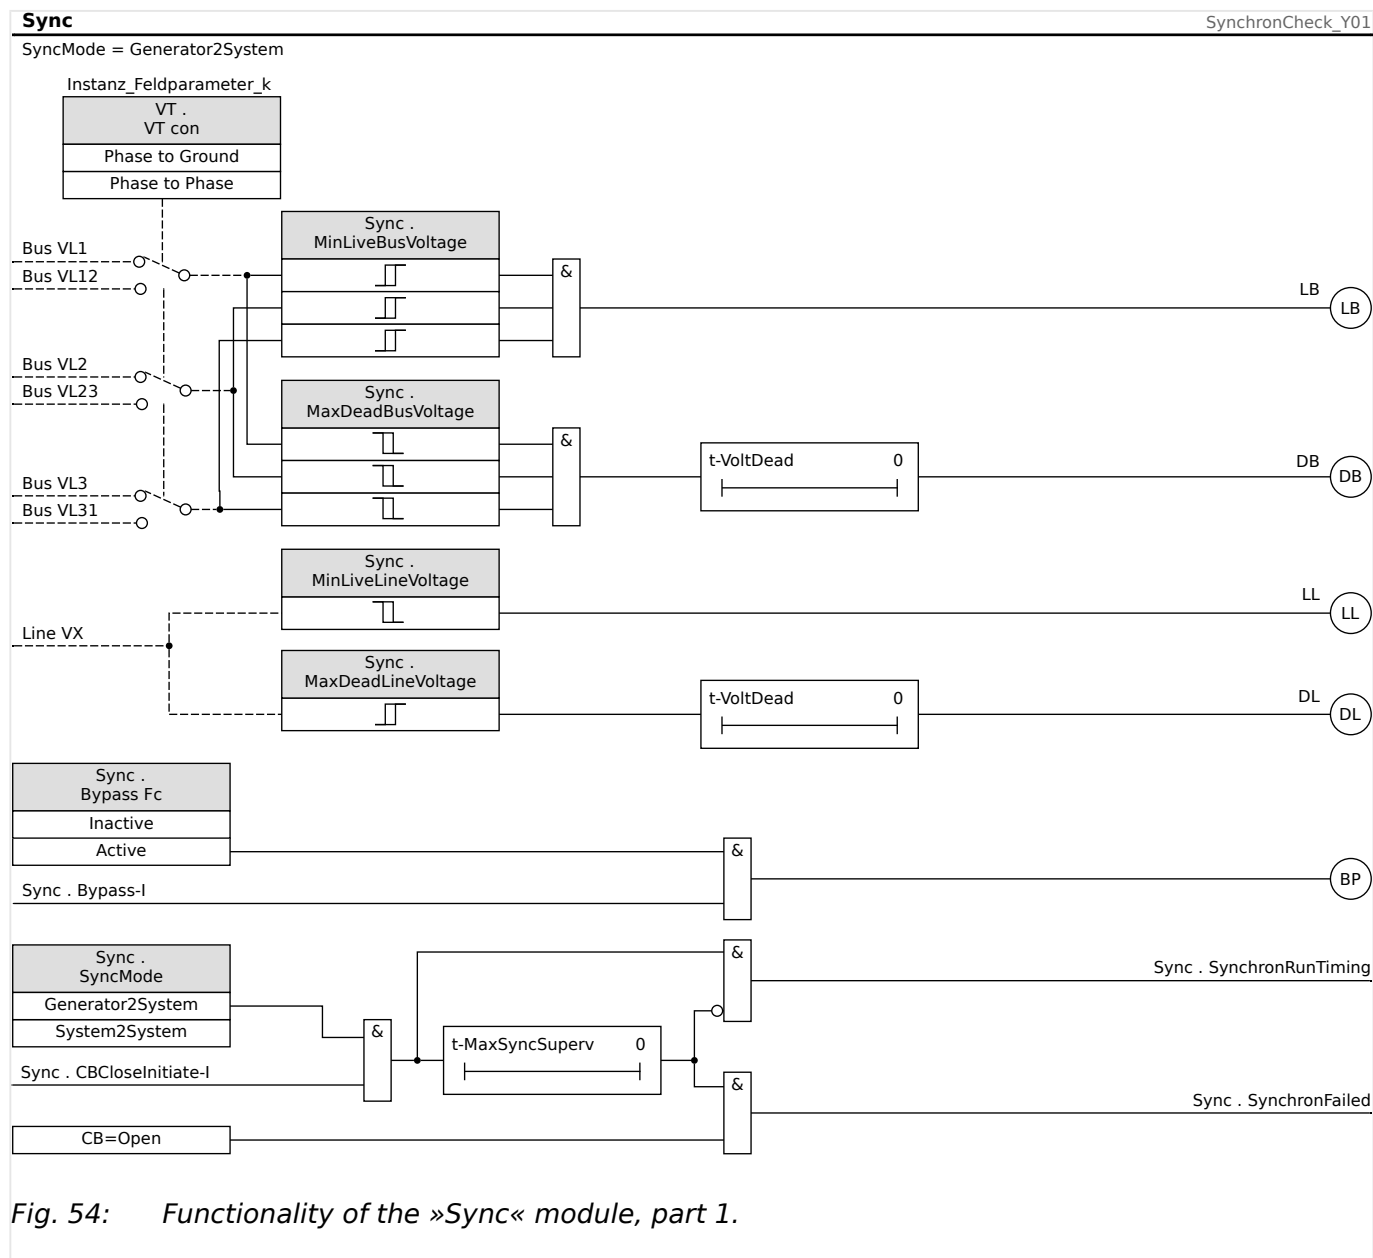 Sync
SynchronCheck_Y01
SyncMode = Generator2System
Instanz_Feldparameter_k
VT .
VT con
Phase to Ground
Phase to Phase
Sync .
MinLiveBusVoltage
Bus VL1
Bus VL12
&
LB
LB
Bus VL2
Bus VL23
Sync .
MaxDeadBusVoltage
&
t-VoltDead 0
DB
DB
Bus VL3
Bus VL31
Sync .
MinLiveLineVoltage
LL
LL
Line VX
Sync .
MaxDeadLineVoltage
t-VoltDead 0
DL
DL
Sync .
Bypass Fc
Inactive
Active
&
BP
Sync . Bypass-I
Sync .
SyncMode
Generator2System
System2System
&
Sync . SynchronRunTiming
&
t-MaxSyncSuperv 0
Sync . CBCloseInitiate-I
&
Sync . SynchronFailed
CB=Open
Fig. 54: Functionality of the »Sync« module, part 1.